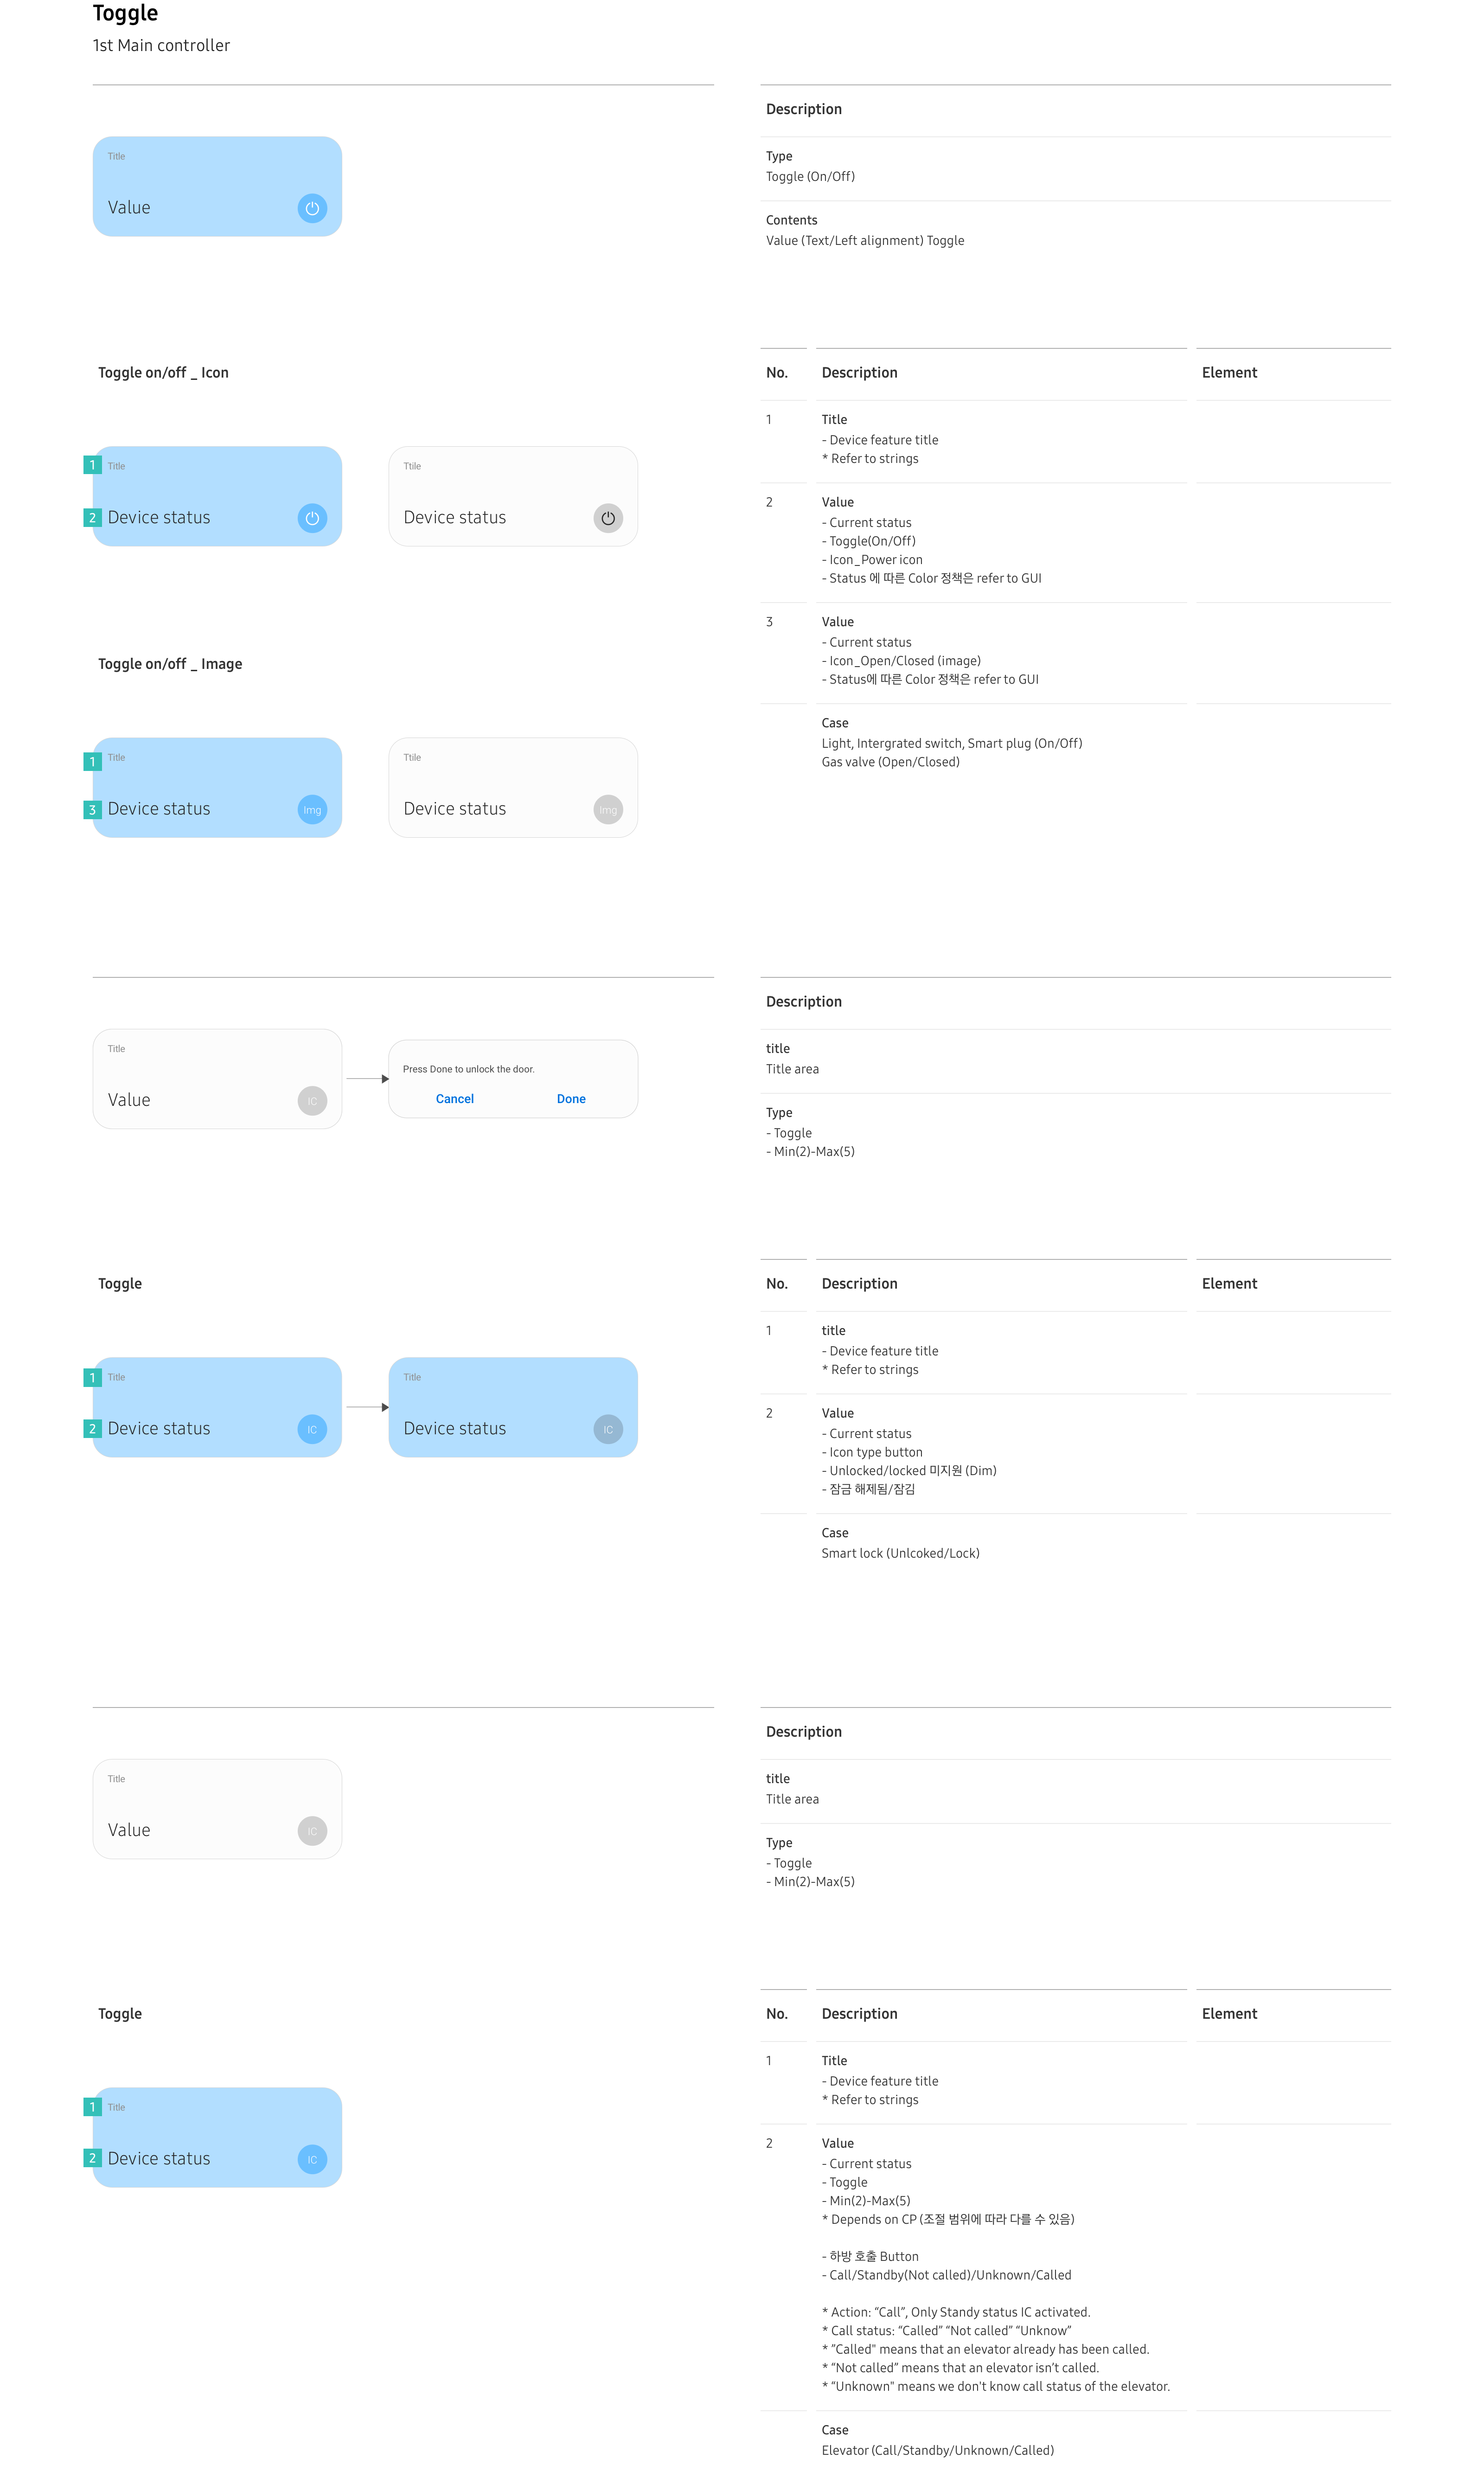 Toggle
1st Main controller
Title
Value
Description
Type
Toggle (On/Off)
Contents
Value (Text/Left alignment) Toggle
Toggle on/off _ Icon
1
Title
2
Device status
Ttile
Device status
Toggle on/off _ Image
1
Title
3
Device status
Img
Ttile
Device status
Img
No.
Description
Element
1
Title
- Device feature title
* Refer to strings
2
Value
- Current status
- Toggle(On/Off)
- Icon_Power icon
- Status 에 따른 Color 정책은 refer to GUI
3
Value
- Current status
- Icon_Open/Closed (image)
- Status에 따른 Color 정책은 refer to GUI
Case
Light, Intergrated switch, Smart plug (On/Off)
Gas valve (Open/Closed)
Title
Value
IC
Press Done to unlock the door.
Cancel
Done
Description
title
Title area
Type
- Toggle
- Min(2)-Max(5)
Toggle
1
Title
2
Device status
IC
Title
Device status
IC
No.
Description
Element
1
title
- Device feature title
* Refer to strings
2
Value
- Current status
- Icon type button
- Unlocked/locked 미지원 (Dim)
- 잠금 해제됨/잠김
Case
Smart lock (Unlcoked/Lock)
Title
Value
IC
Description
title
Title area
Type
- Toggle
- Min(2)-Max(5)
Toggle
1
Title
2
Device status
IC
No.
Description
Element
1
Title
- Device feature title
* Refer to strings
2
Value
- Current status
- Toggle
- Min(2)-Max(5)
* Depends on CP (조절 범위에 따라 다를 수 있음)
- 하방 호출 Button
- Call/Standby(Not called)/Unknown/Called
* Action: “Call”, Only Standy status IC activated.
* Call status: “Called” “Not called” “Unknow”
* “Called" means that an elevator already has been called.
* “Not called” means that an elevator isn’t called.
* “Unknown" means we don't know call status of the elevator.
Case
Elevator (Call/Standby/Unknown/Called)